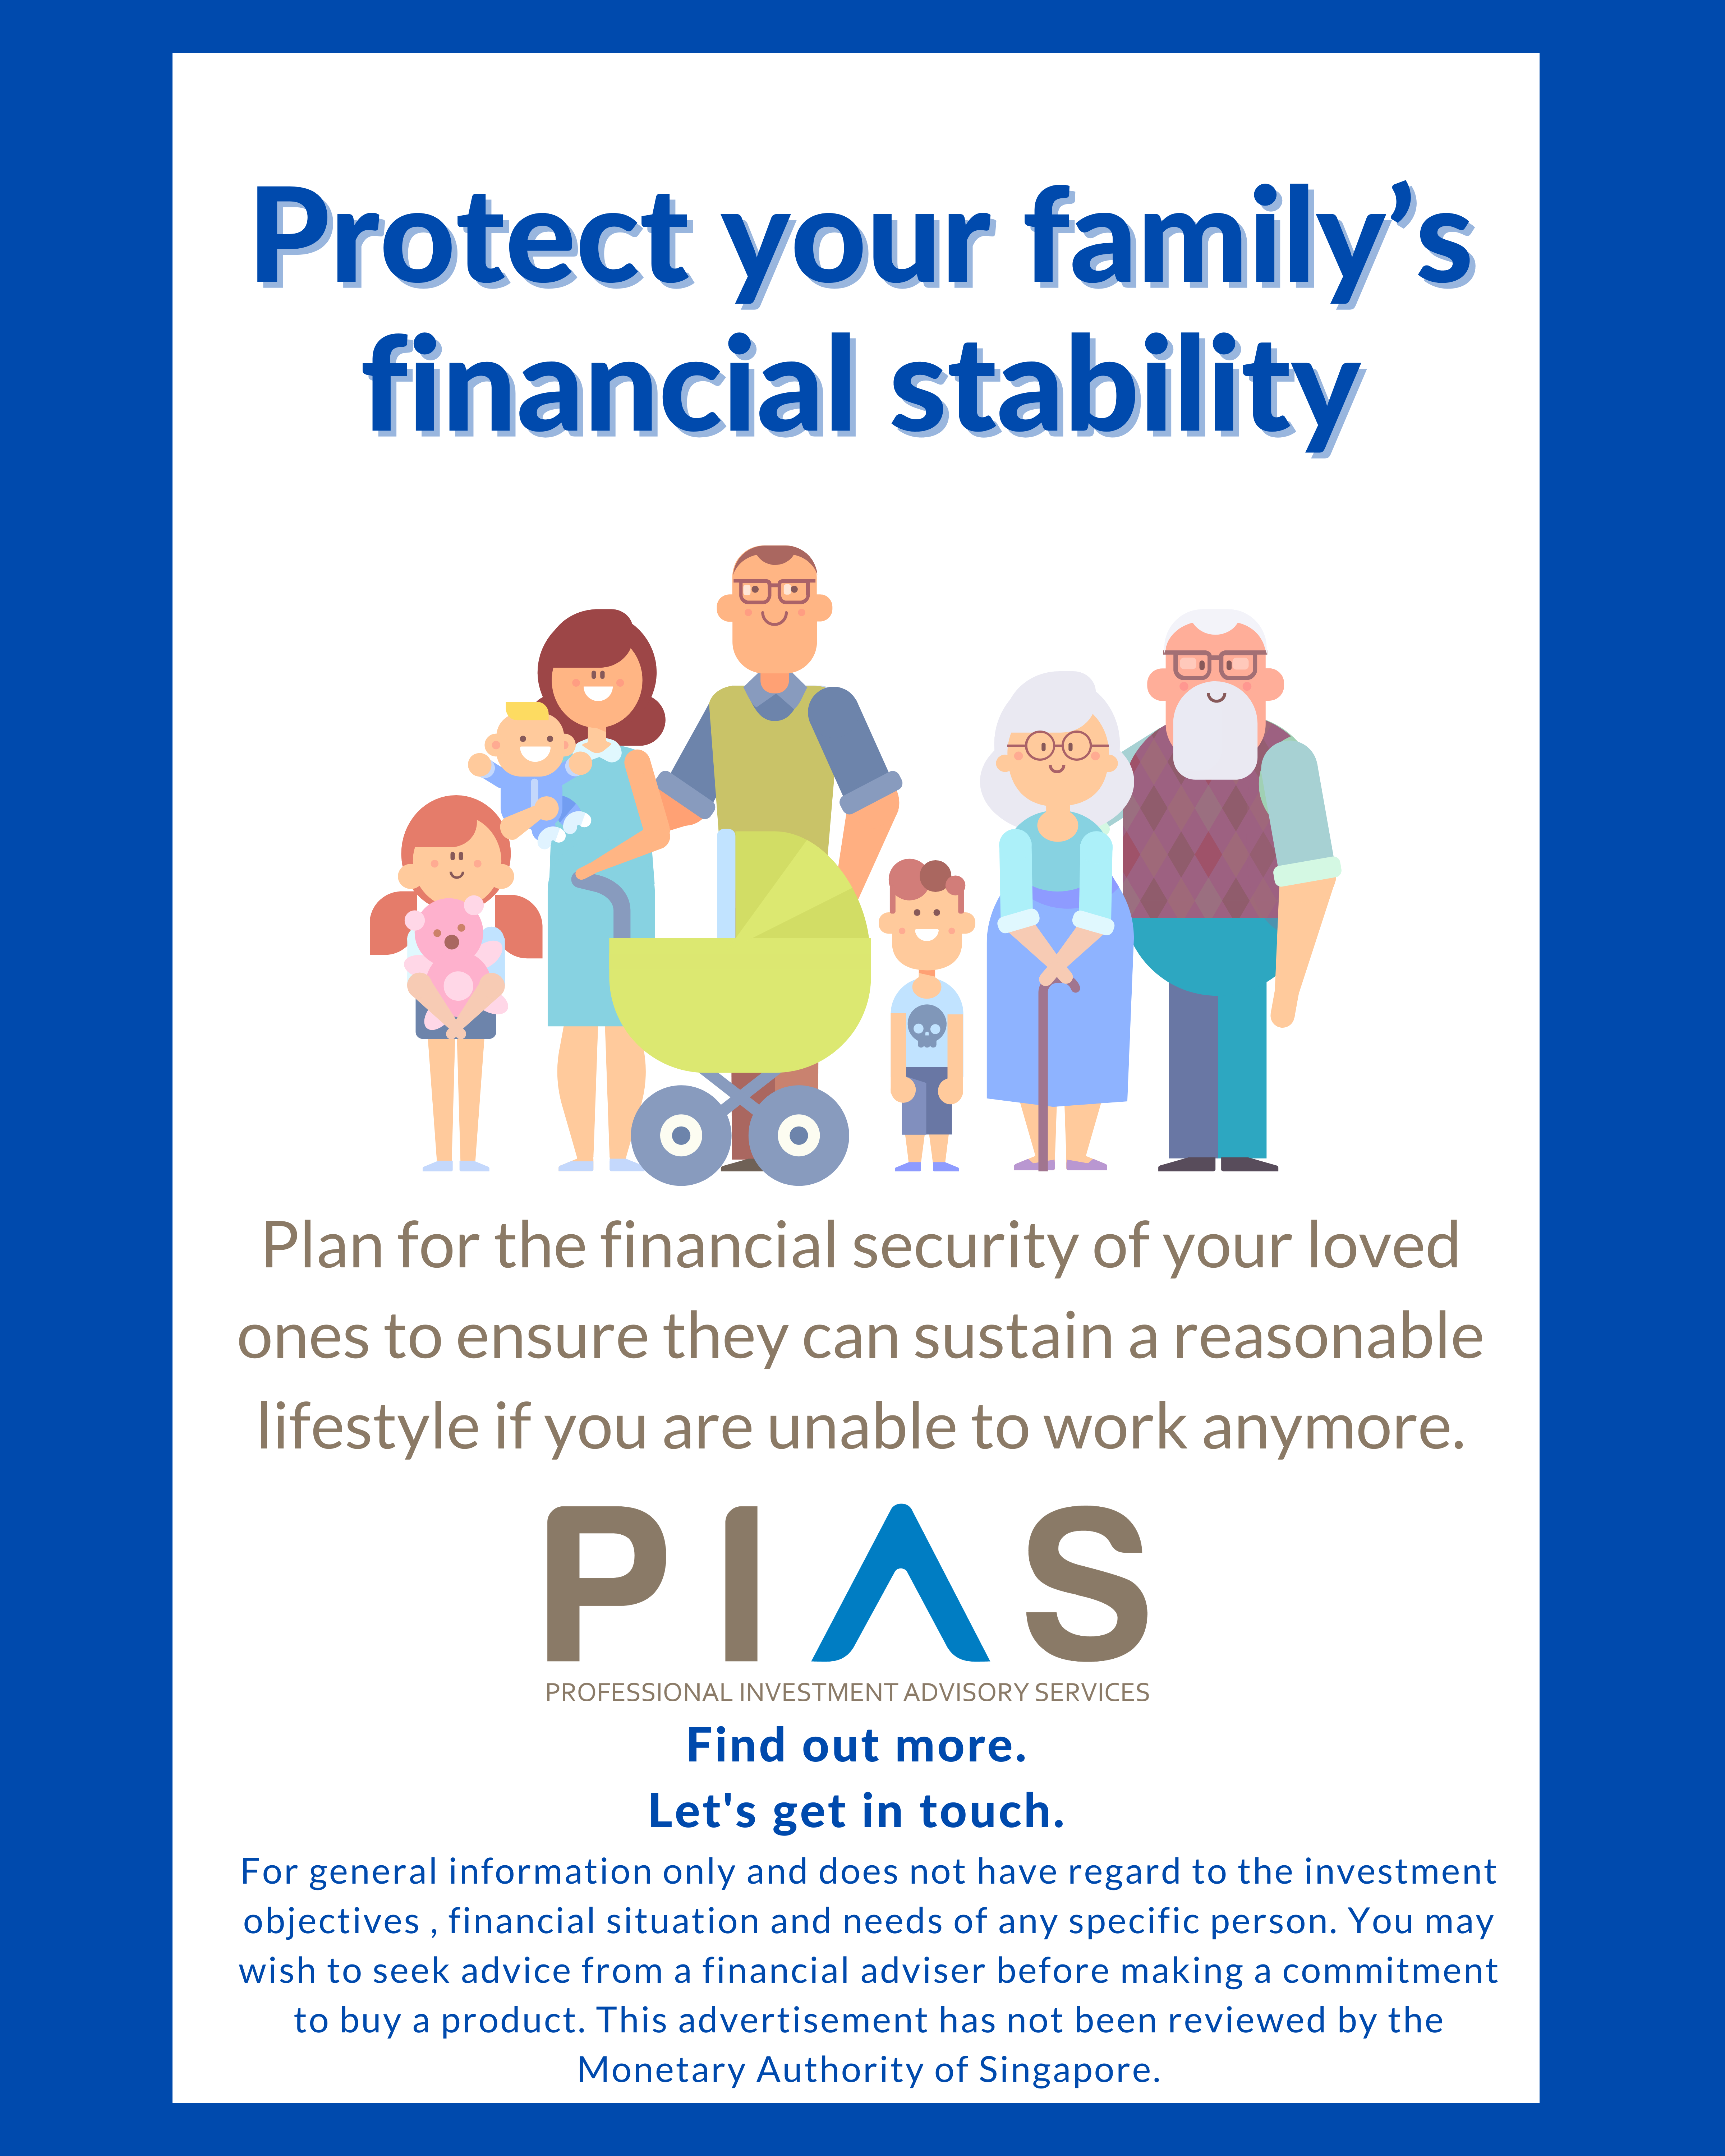 Protect your family’s
financial stability
Plan for the financial security of your loved
ones to ensure they can sustain a reasonable
lifestyle if you are unable to work anymore.
PIAS
PROFESSIONAL INVESTMENT ADVISORY SERVICES
Find out more.
Let's get in touch.
For general information only and does not have regard to the investment
objectives , financial situation and needs of any specific person. You may
wish to seek advice from a financial adviser before making a commitment
to buy a product. This advertisement has not been reviewed by the
Monetary Authority of Singapore.